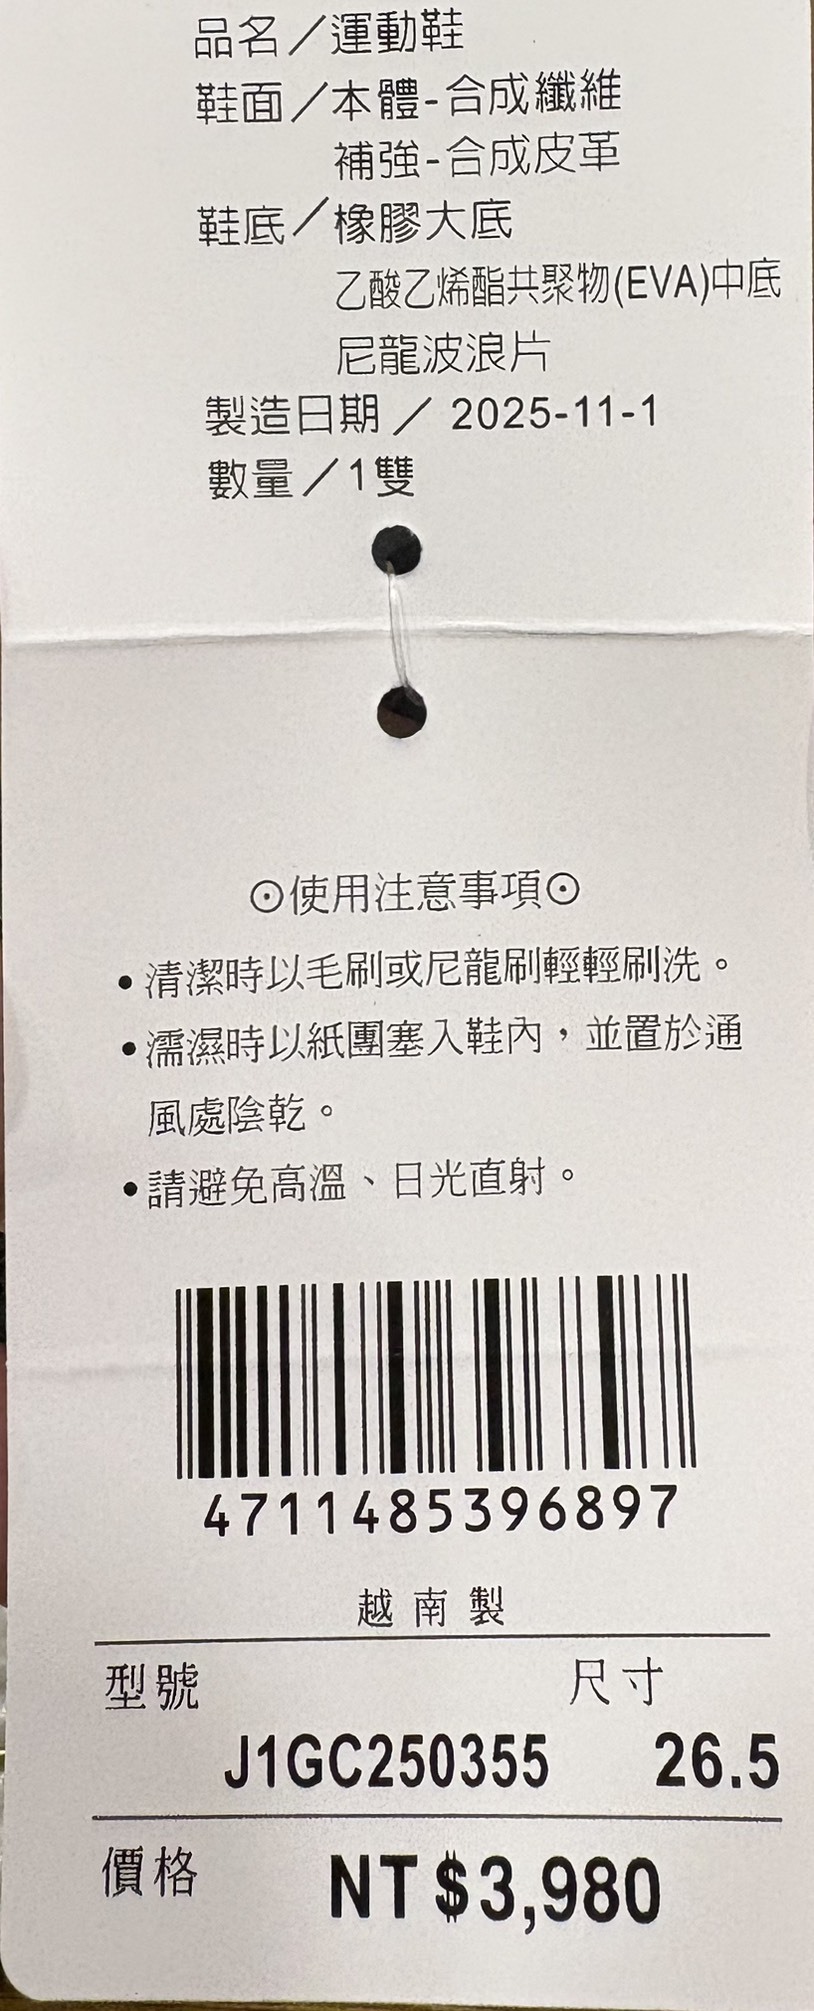 品名／運動鞋
鞋面／本體-合成纖維
補強-合成皮革
鞋底／橡膠大底
乙酸乙烯酯共聚物(EVA)中底
尼龍波浪片
製造日期／ 2025-11-1
數量／1雙
⊙使用注意事項⊙
•清潔時以毛刷或尼龍刷輕輕刷洗。
•濡濕時以紙團塞入鞋內，並置於通
風處陰乾。
•請避免高溫、日光直射。
4711485396897
越南製
型號 尺寸
J1GC250355 26.5
價格 NT$3,980